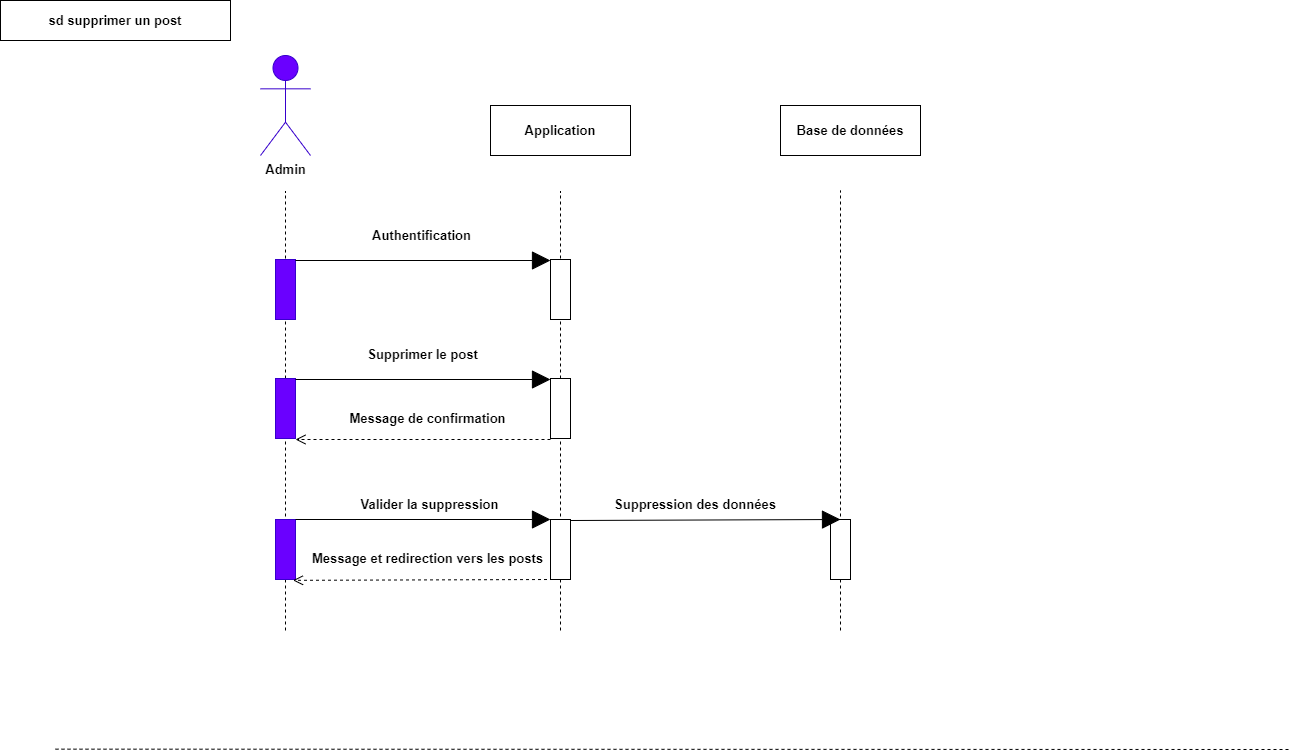 sd supprimer un post
Application
Base de données
Admin
Authentification
Supprimer le post
Message de confirmation
Valider la suppression
Suppression des données
Message et redirection vers les posts